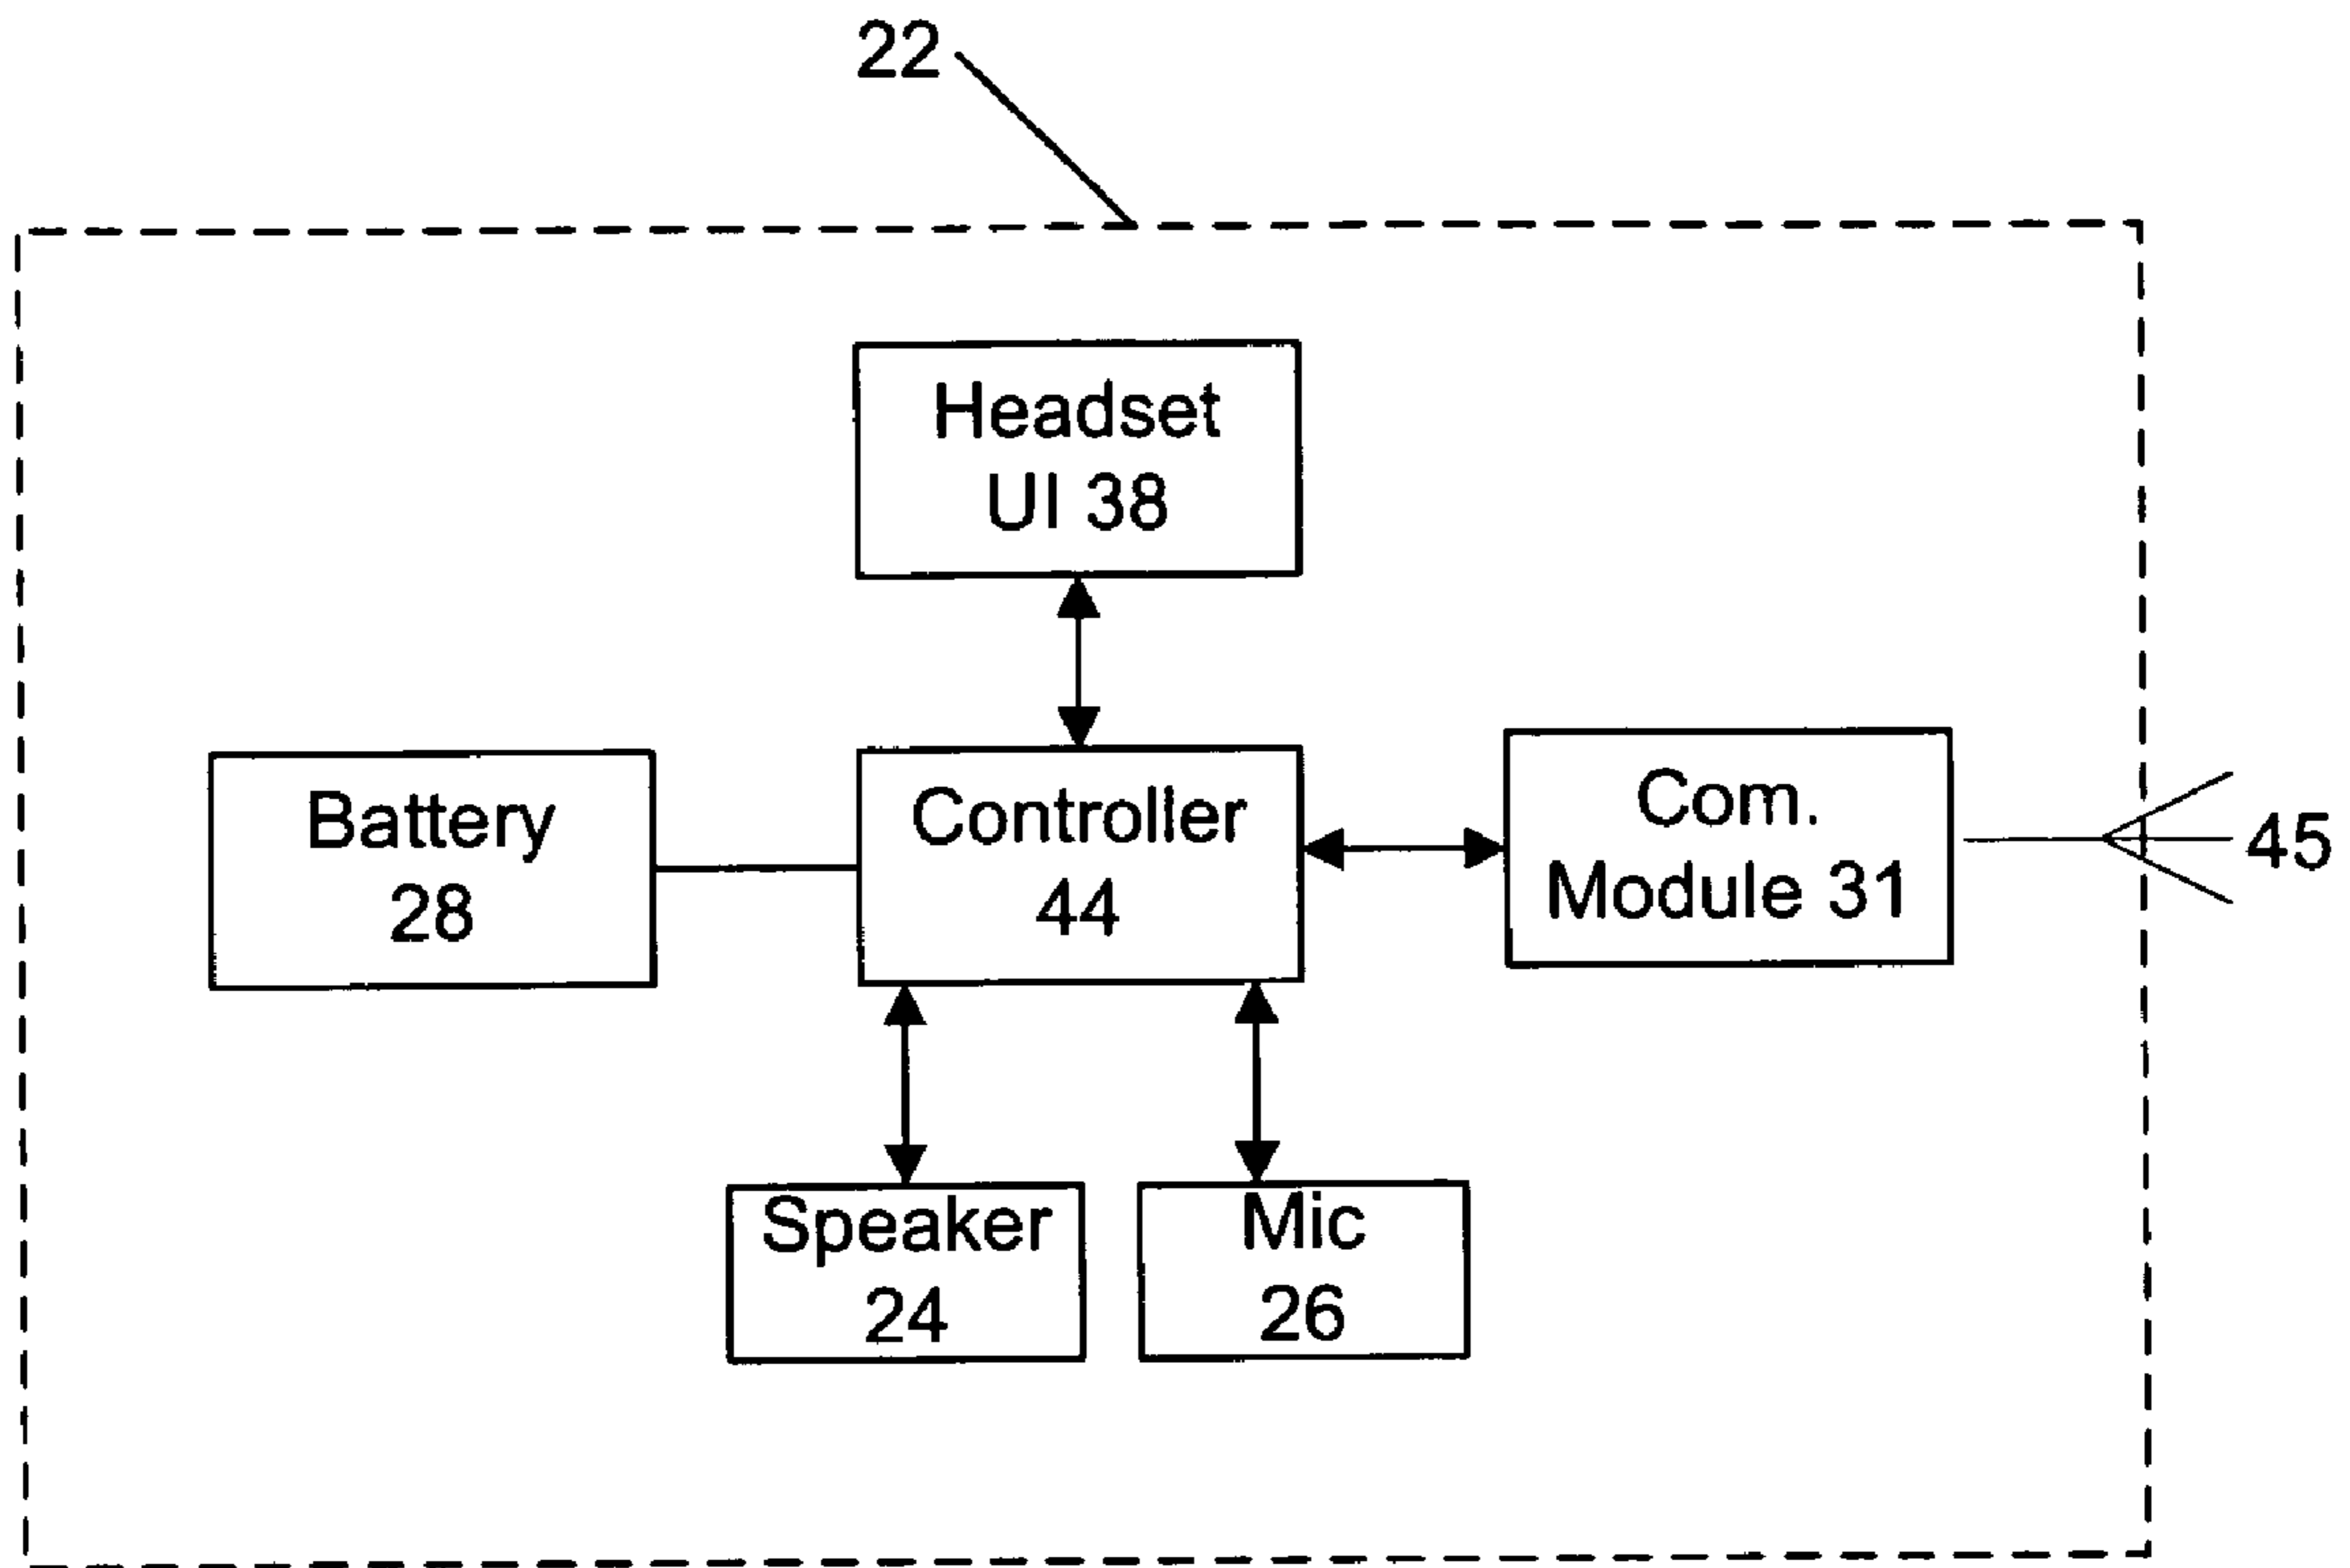 22
Headset
UI 38
Battery
28
Controller
44
Com.
Module 31
45
Speaker
24
Mic
26